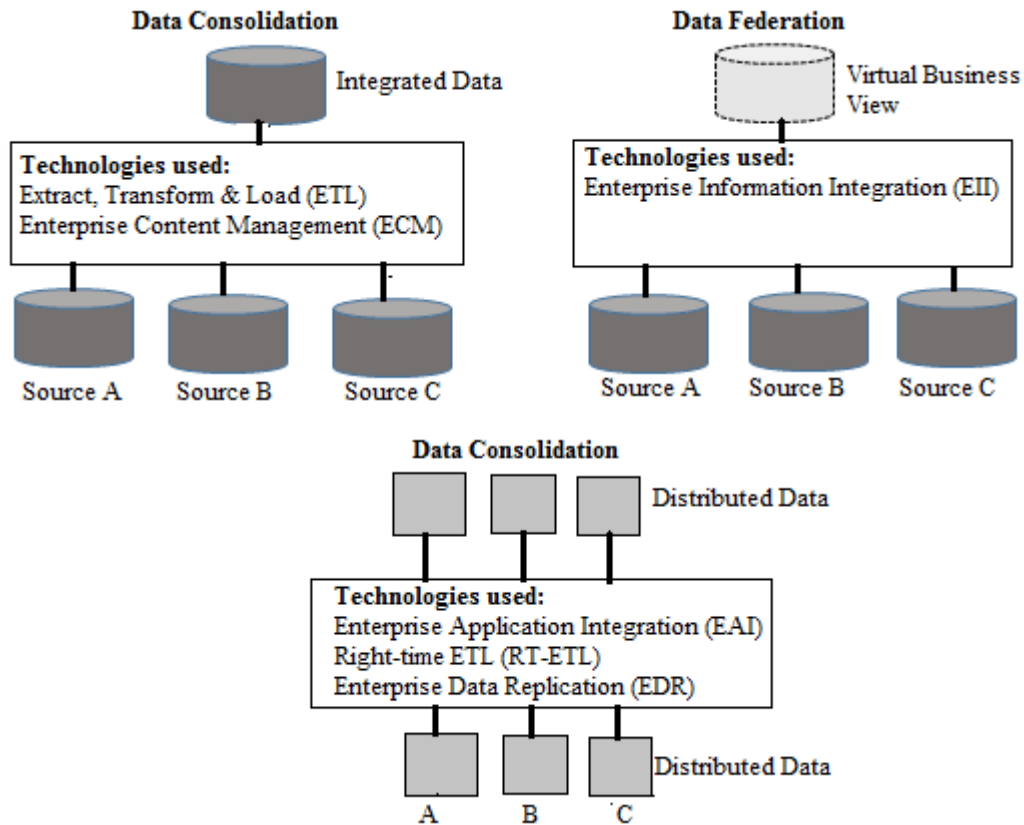 Data Consolidation
Integrated Data
Technologies used:
Extract, Transform & Load (ETL)
Enterprise Content Management (ECM)
Source A
Source B
Source C
Data Federation
Virtual Business
View
Technologies used:
Enterprise Information Integration (EII)
Source A
Source B
Source C
Data Consolidation
Distributed Data
Technologies used:
Enterprise Application Integration (EAI)
Right-time ETL (RT-ETL)
Enterprise Data Replication (EDR)
Distributed Data
A
B
C